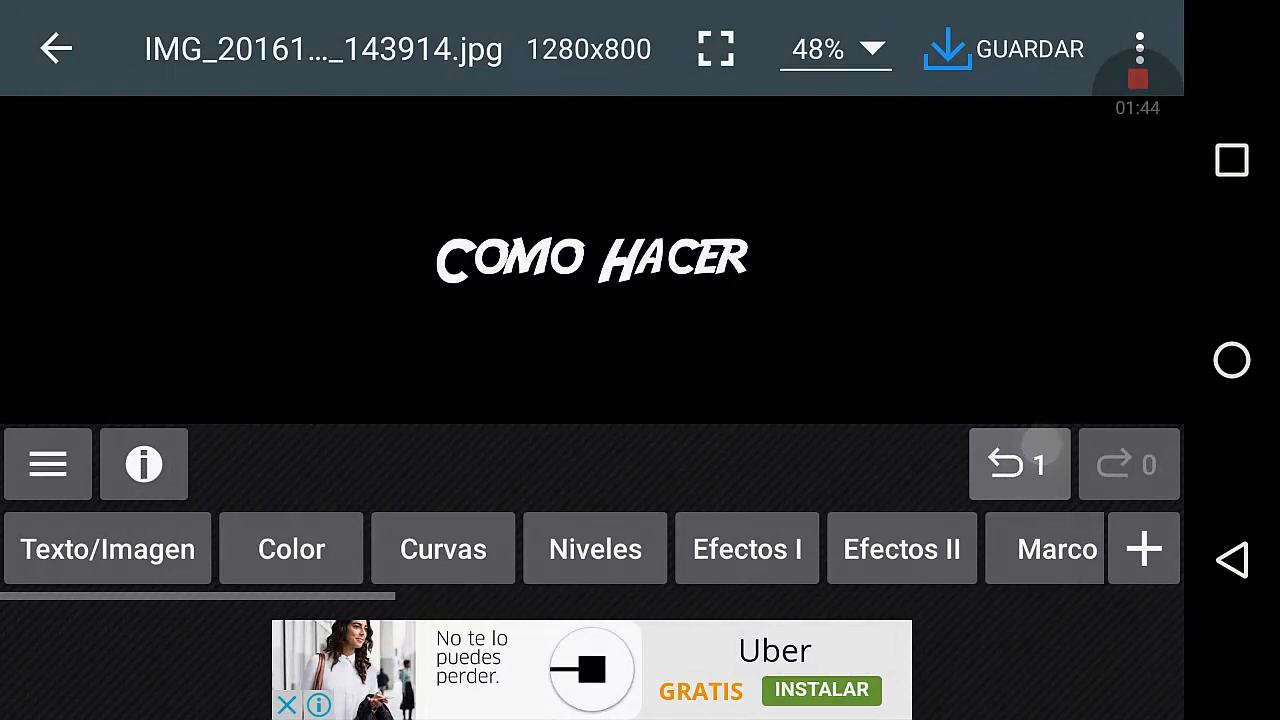 IMG_20161..._143914.jpg 1280x800 48% GUARDAR
01:44
COMO HACER
1 0
Texto/Imagen Color Curvas Niveles Efectos I Efectos II Marco
No te lo
puedes
perder.
Uber
GRATIS INSTALAR